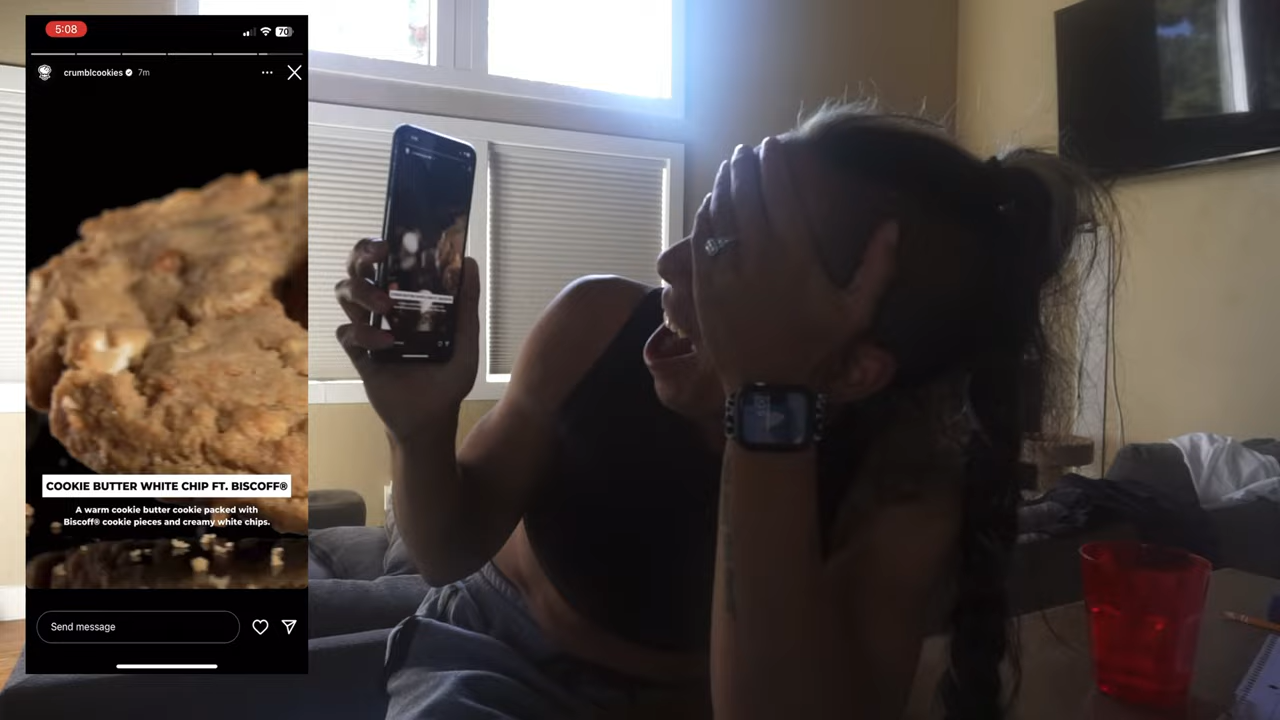 5:08
70
crumblcookies 7m
COOKIE BUTTER WHITE CHIP FT. BISCOFF®
A warm cookie butter cookie packed with
Biscoff® cookie pieces and creamy white chips.
Send message